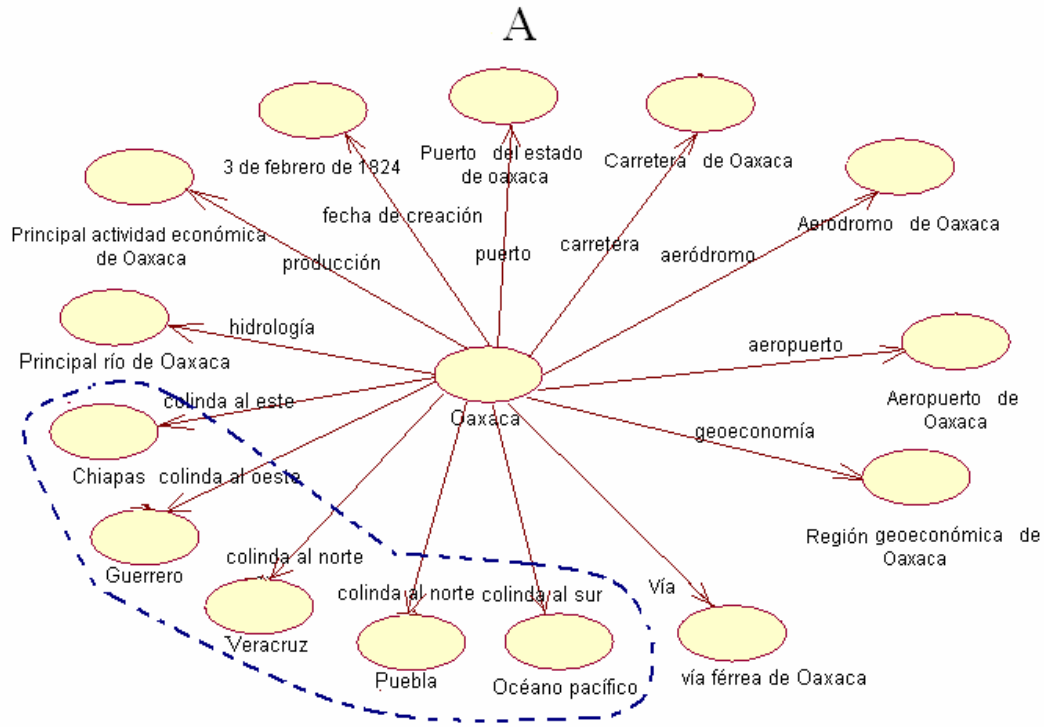 A
3 de febrero de 1824
Puerto del estado
de oaxaca
Carretera de Oaxaca
Aeródromo de Oaxaca
Principal actividad económica
de Oaxaca
fecha de creación
producción
puerto
carretera
aeródromo
hidrología
Principal río de Oaxaca
aeropuerto
Aeropuerto de
Oaxaca
colinda al este
Oaxaca
geoeconomía
Chiapas
colinda al oeste
Región geoeconómica de
Oaxaca
Guerrero
colinda al norte
colinda al norte
colinda al sur
Vía
Veracruz
Puebla
Océano pacífico
vía férrea de Oaxaca